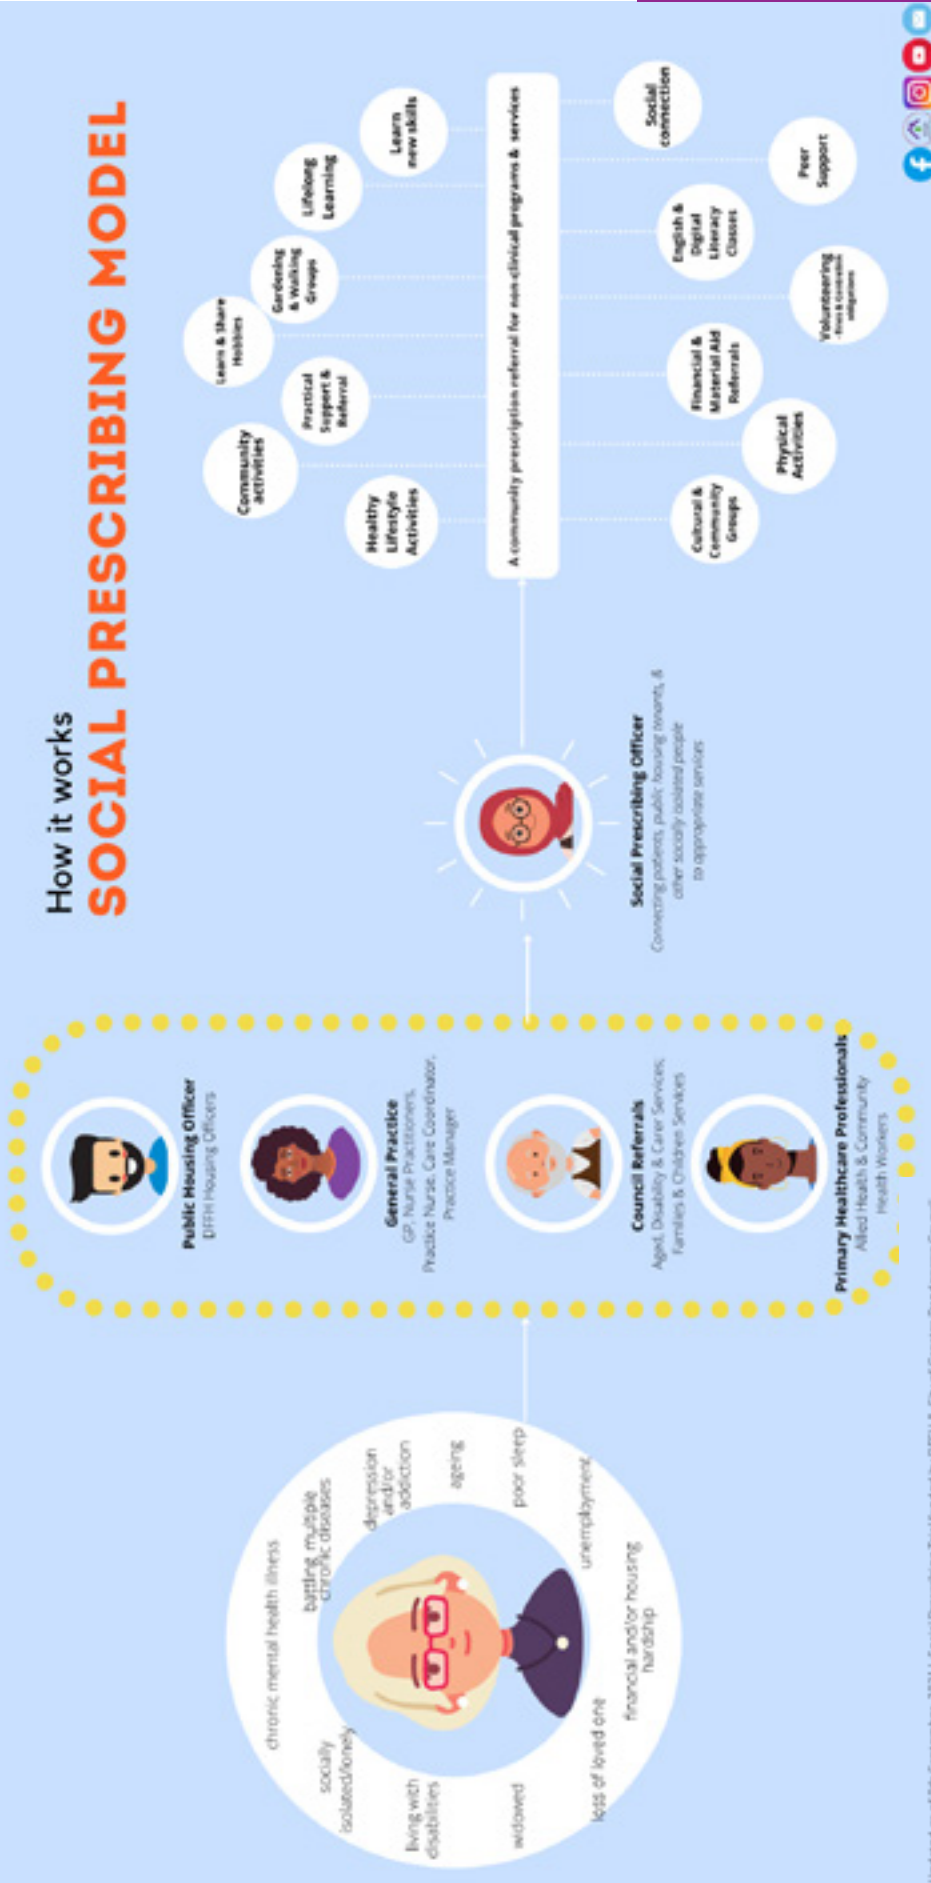 How it works
SOCIAL PRESCRIBING MODEL
chronic mental health illness
socially
isolated/lonely
batting multiple
chronic diseases
depression
and/or
addiction
living with
disabilities
ageing
widowed
poor sleep
loss of loved one
unemployment
financial and/or housing
hardship
Public Housing Officer
DFFH Housing Officers
General Practice
GP, Nurse Practitioners,
Practice Nurse, Care Coordinator,
Practice Manager
Council Referrals
Aged, Disability & Carer Services;
Families & Children Services
Primary Healthcare Professionals
Allied Health & Community
Health Workers
Social Prescribing Officer
Connecting patients, public housing tenants, &
other socially isolated people
to appropriate services
A community prescription referral for non-clinical programs & services
Healthy
Lifestyle
Activities
Community
activities
Practical
Support &
Referral
Learn & Share
Hobbies
Gardening
& Walking
Groups
Lifelong
Learning
Learn
new skills
Cultural &
Community
Groups
Physical
Activities
Financial &
Material Aid
Referrals
Volunteering
obligations
English &
Digital
Literacy
Classes
Peer
Support
Social
connection